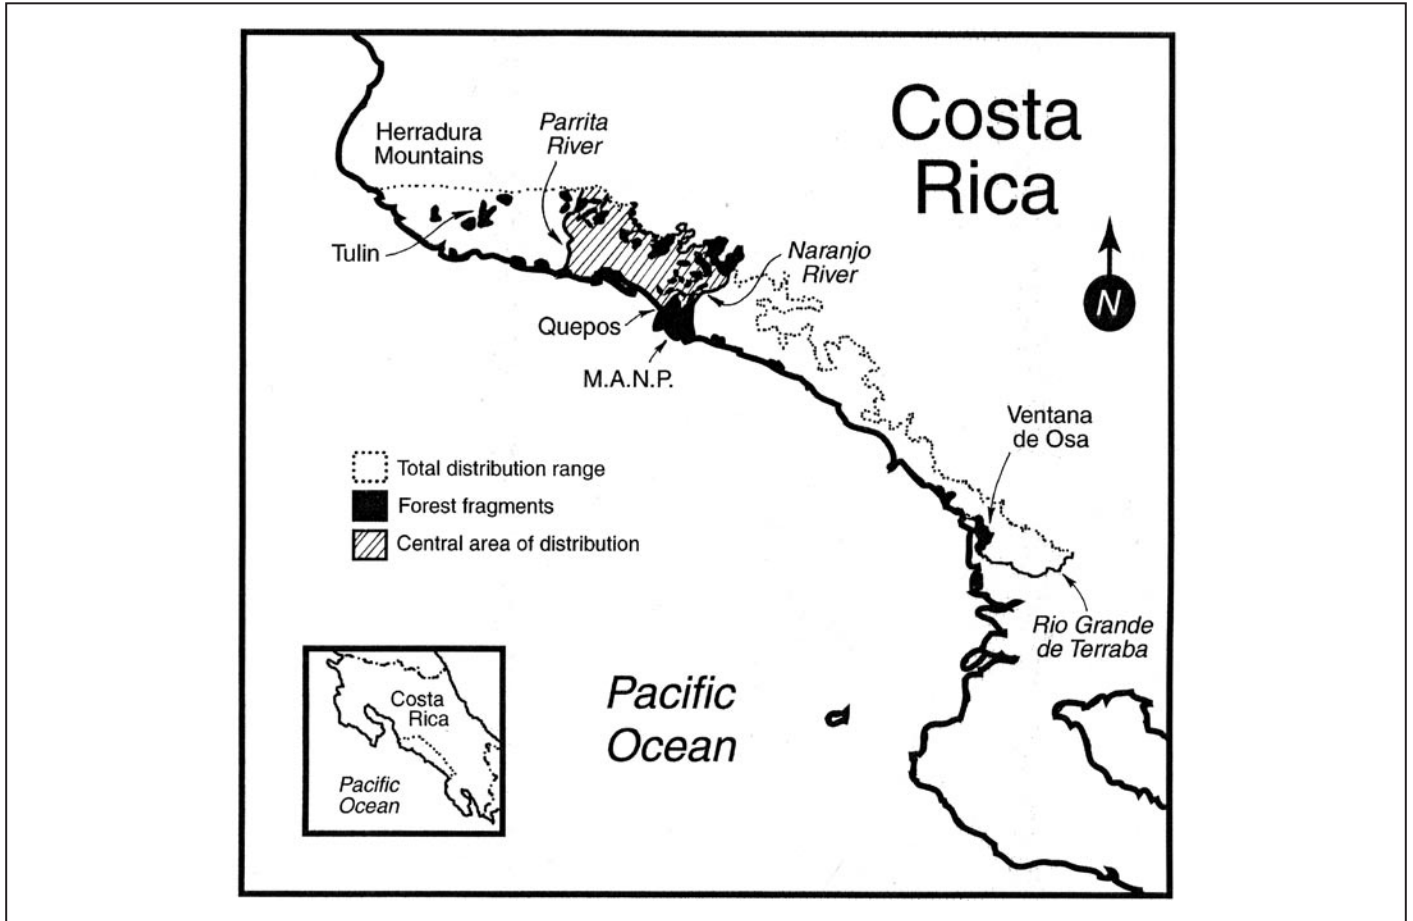 Costa
Rica
Parrita
River
Herradura
Mountains
Tulin
Naranjo
River
N
Quepos
M.A.N.P.
Ventana
de Osa
Total distribution range
Forest fragments
Central area of distribution
Rio Grande
de Terraba
Pacific
Ocean
Costa
Rica
Pacific
Ocean